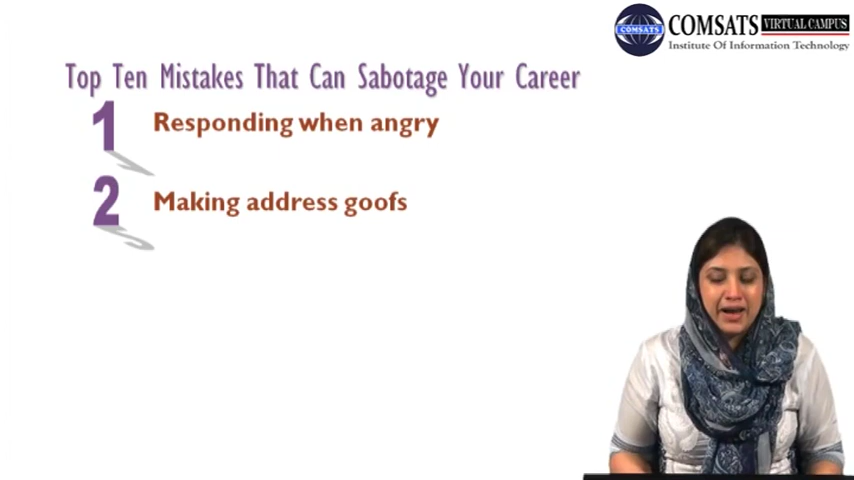 COMSATS VIRTUAL CAMPUS
Institute Of Information Technology
COMSATS
Top Ten Mistakes That Can Sabotage Your Career
1 Responding when angry
2 Making address goofs